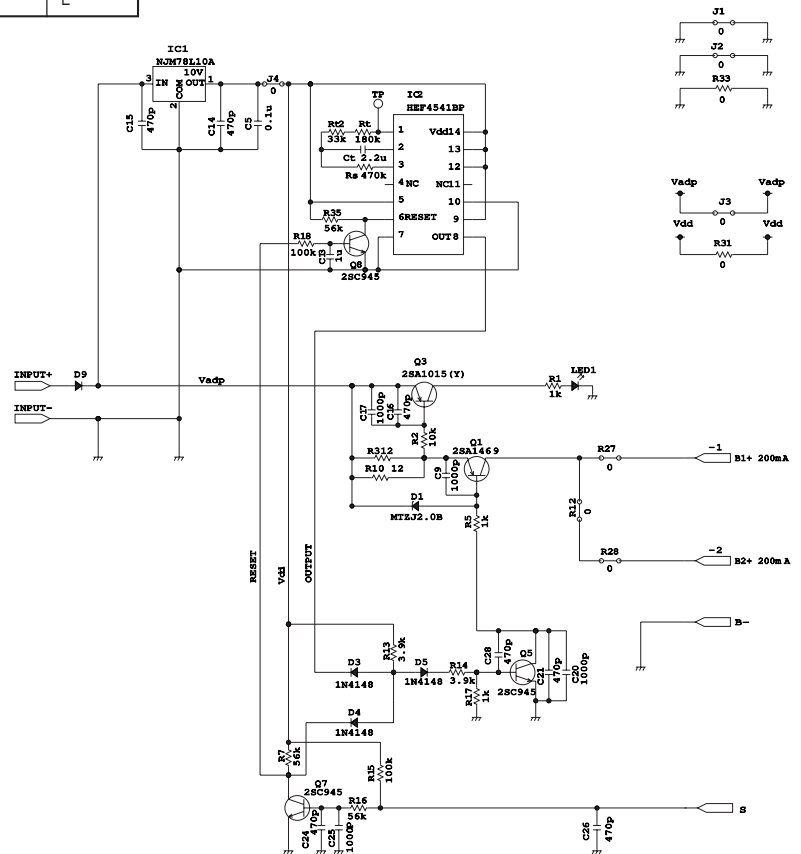 E
J1
0
J2
0
R33
0
IC1
NJM78L10A
10V
3 IN OUT 1
COM
2
J4
0
C15 470p
C14 470p
C5 0.1u
TP
IC2
HEF4541BP
Rt2 Rt
33k 180k
Ct 2.2u
Rs 470k
1 Vdd14
2 13
3 12
4 NC NC11
5 10
6RESET 9
7 OUT8
R35
56k
R18
100k
1u
Q8
2SC945
Vadp Vadp
J3
0
Vdd Vdd
R31
0
INPUT+ D9
Vadp
INPUT-
Q3
2SA1015(Y)
R1
1k
LED1
C17 1000p
C16 470p
R2 10k
R312
R10 12
C9 1000p
Q1
2SA1469
D1
MTZJ2.0B
R5 1k
R27
0
-1
B1+ 200mA
R12 0
R28
0
-2
B2+ 200mA
B-
RESET
Vdd
OUTPUT
R13 3.9k
D3
1N4148
D5
1N4148
R14
3.9k
D4
1N4148
R17 1k
C28 470p
Q5
2SC945
C21 470p
C20 1000p
R7 56k
R15 100k
Q7
2SC945
R16
56k
C24 470p
C25 1000p
C26 470p
S